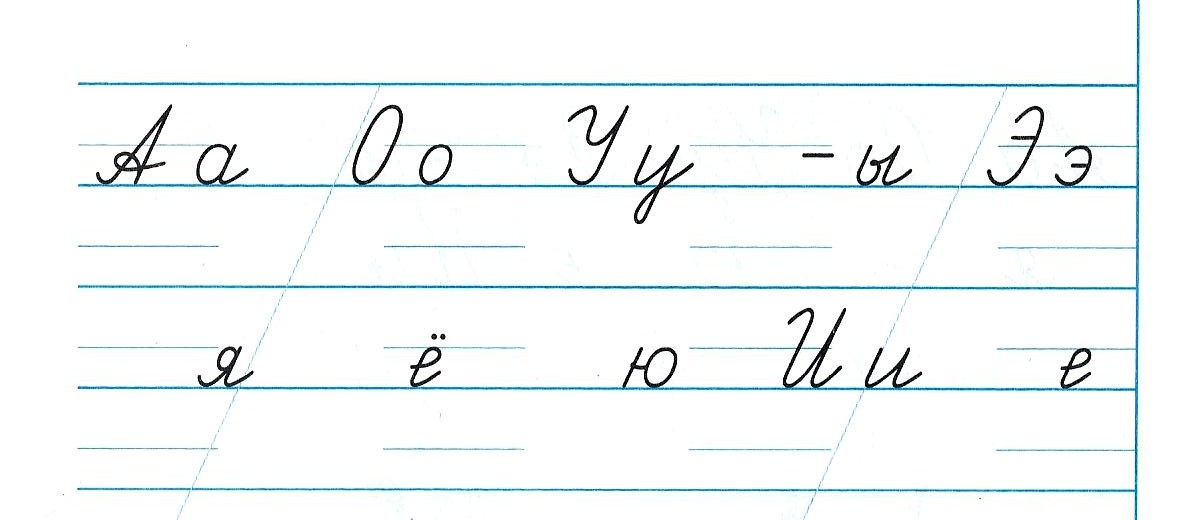 Аа Оо Уу -ы Ээ
я ё ю Ии е